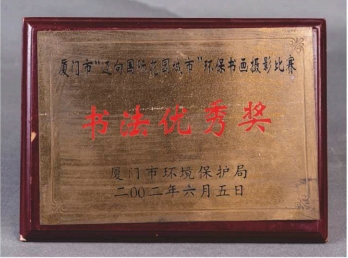 厦门市“迈向国际花园城市”环保书画摄影比赛
书法优秀奖
厦门市环境保护局
二00二年六月五日